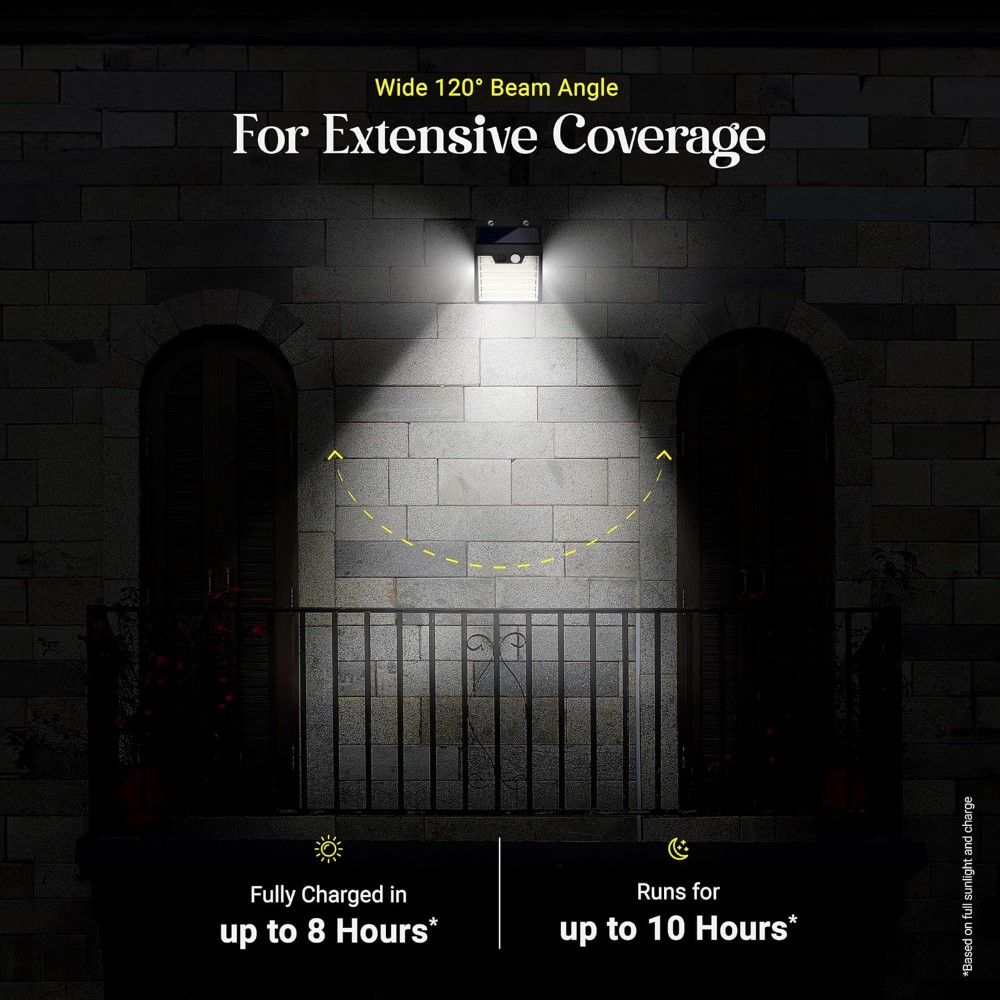 Wide 120° Beam Angle
For Extensive Coverage
Fully Charged in
up to 8 Hours*
Runs for
up to 10 Hours*
*Based on full sunlight and charge